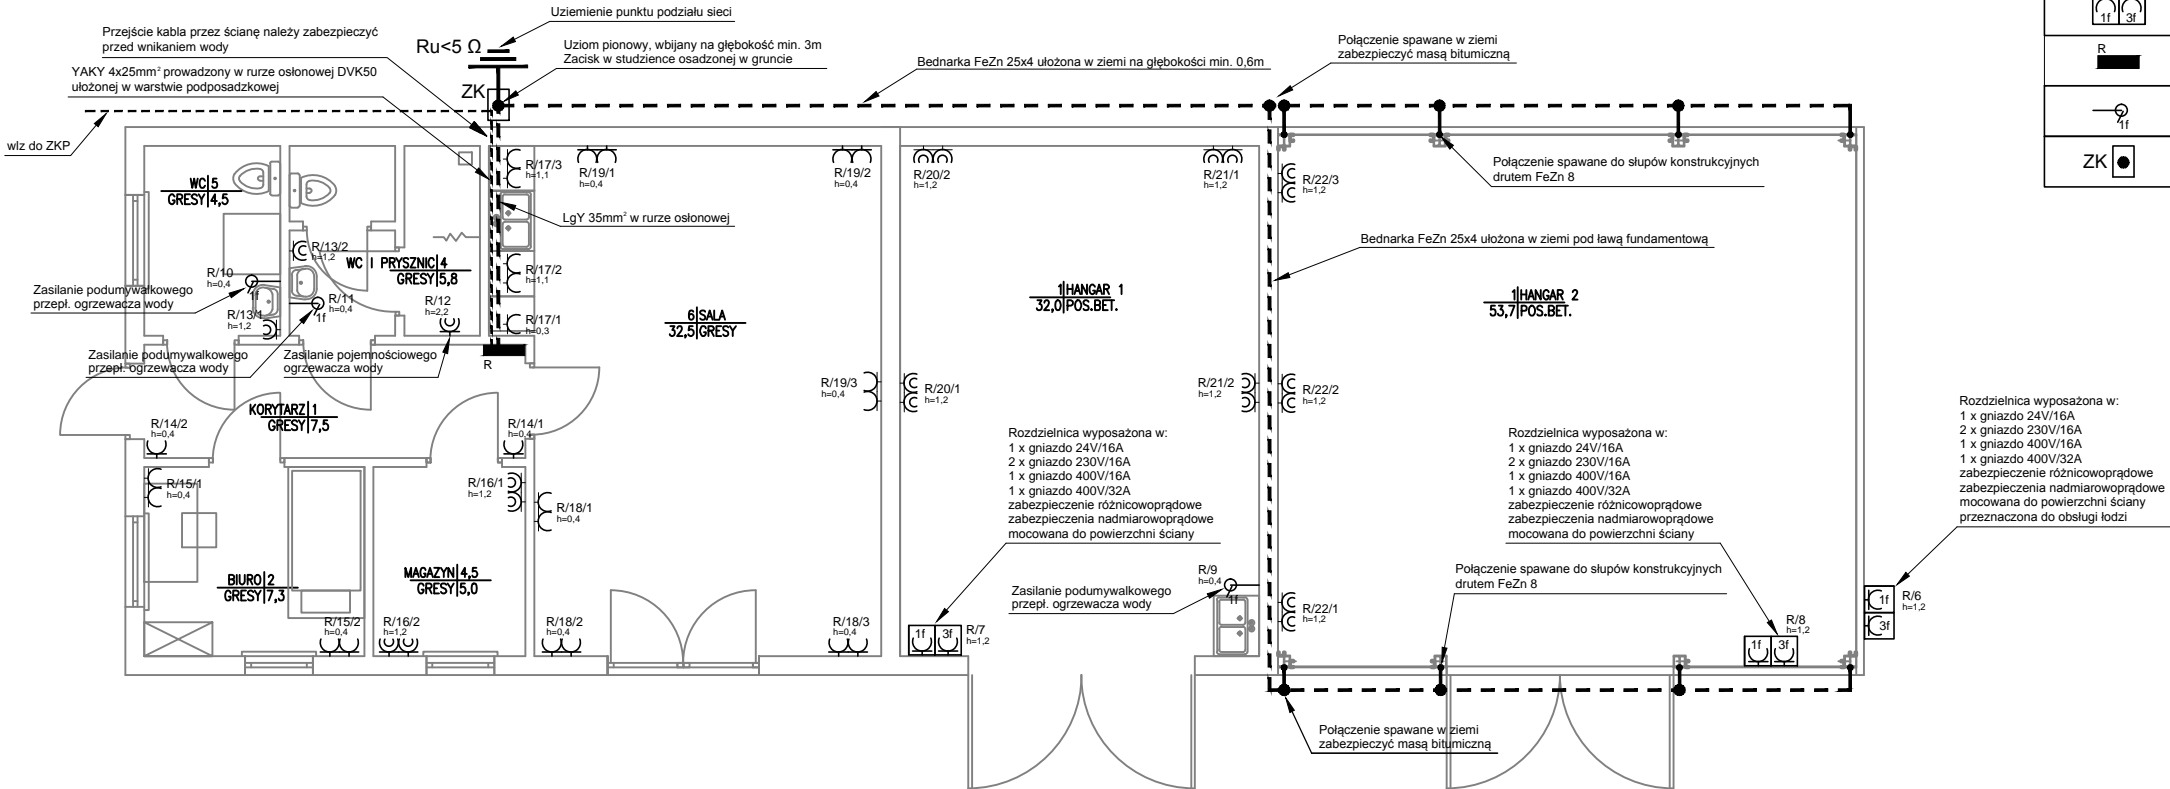 Uziemienie punktu podziału sieci
Przejście kabla przez ścianę należy zabezpieczyć
przed wnikaniem wody
Ru<5 Ω
Uziom pionowy, wbijany na głębokość min. 3m
Zacisk w studzience osadzonej w gruncie
YAKY 4x25mm² prowadzony w rurze osłonowej DVK50
ułożonej w warstwie podposadzkowej
ZK
Bednarka FeZn 25x4 ułożona w ziemi na głębokości min. 0,6m
Połączenie spawane w ziemi
zabezpieczyć masą bitumiczną
1f 3f
R
1f
ZK
wlz do ZKP
R/17/3
h=1,1
R/19/1
h=0,4
R/19/2
h=0,4
R/20/2
h=1,2
R/21/1
h=1,2
R/22/3
h=1,2
Połączenie spawane do słupów konstrukcyjnych
drutem FeZn 8
WC|5
GRESY|4,5
LgY 35mm² w rurze osłonowej
Bednarka FeZn 25x4 ułożona w ziemi pod ławą fundamentową
R/13/2
h=1,2
WC I PRYSZNIC|4
GRESY|5,8
R/17/2
h=1,1
R/10
h=0,4
1f
Zasilanie podumywalkowego
przepł. ogrzewacza wody
R/11
h=0,4
1f
R/12
h=2,2
R/13/1
h=1,2
R/17/1
h=0,3
6|SALA
32,5|GRESY
1|HANGAR 1
32,0|POS.BET.
1|HANGAR 2
53,7|POS.BET.
Zasilanie podumywalkowego
przepł. ogrzewacza wody
Zasilanie pojemnościowego
ogrzewacza wody
R
R/19/3
h=0,4
R/20/1
h=1,2
R/21/2
h=1,2
R/22/2
h=1,2
KORYTARZ|1
GRESY|7,5
R/14/2
h=0,4
R/14/1
h=0,4
Rozdzielnica wyposażona w:
1 x gniazdo 24V/16A
2 x gniazdo 230V/16A
1 x gniazdo 400V/16A
1 x gniazdo 400V/32A
zabezpieczenie różnicowoprądowe
zabezpieczenia nadmiarowoprądowe
mocowana do powierzchni ściany
Rozdzielnica wyposażona w:
1 x gniazdo 24V/16A
2 x gniazdo 230V/16A
1 x gniazdo 400V/16A
1 x gniazdo 400V/32A
zabezpieczenie różnicowoprądowe
zabezpieczenia nadmiarowoprądowe
mocowana do powierzchni ściany
Rozdzielnica wyposażona w:
1 x gniazdo 24V/16A
2 x gniazdo 230V/16A
1 x gniazdo 400V/16A
1 x gniazdo 400V/32A
zabezpieczenie różnicowoprądowe
zabezpieczenia nadmiarowoprądowe
mocowana do powierzchni ściany
przeznaczona do obsługi łodzi
R/15/1
h=0,4
R/16/1
h=1,2
R/18/1
h=0,4
BIURO|2
GRESY|7,3
MAGAZYN|4,5
GRESY|5,0
R/9
h=0,4
1f
Zasilanie podumywalkowego
przepł. ogrzewacza wody
Połączenie spawane do słupów konstrukcyjnych
drutem FeZn 8
1f
3f
R/6
h=1,2
R/22/1
h=1,2
R/15/2
h=0,4
R/16/2
h=1,2
R/18/2
h=0,4
R/18/3
h=0,4
1f 3f
R/7
h=1,2
R/8
h=1,2
1f 3f
Połączenie spawane w ziemi
zabezpieczyć masą bitumiczną